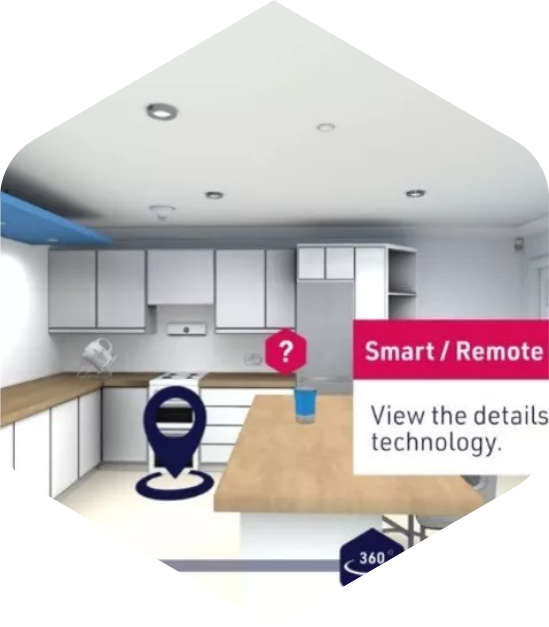 ?
Smart / Remote
View the details
technology.
360°